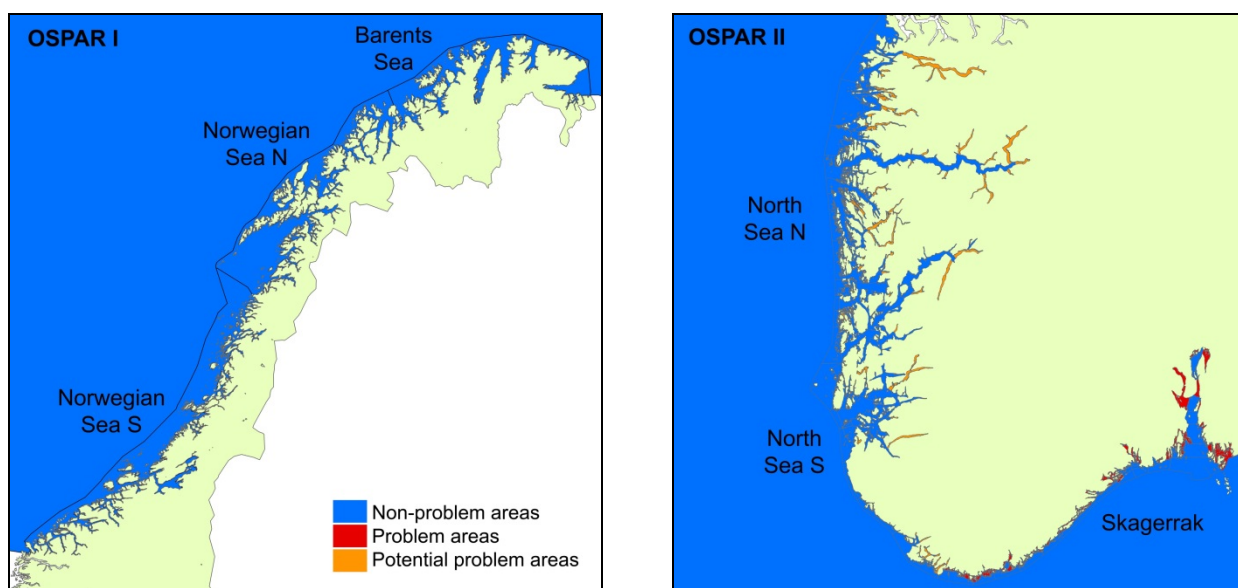 OSPAR I
Barents
Sea
Norwegian
Sea N
Norwegian
Sea S
Non-problem areas
Problem areas
Potential problem areas
OSPAR II
North
Sea N
North
Sea S
Skagerrak